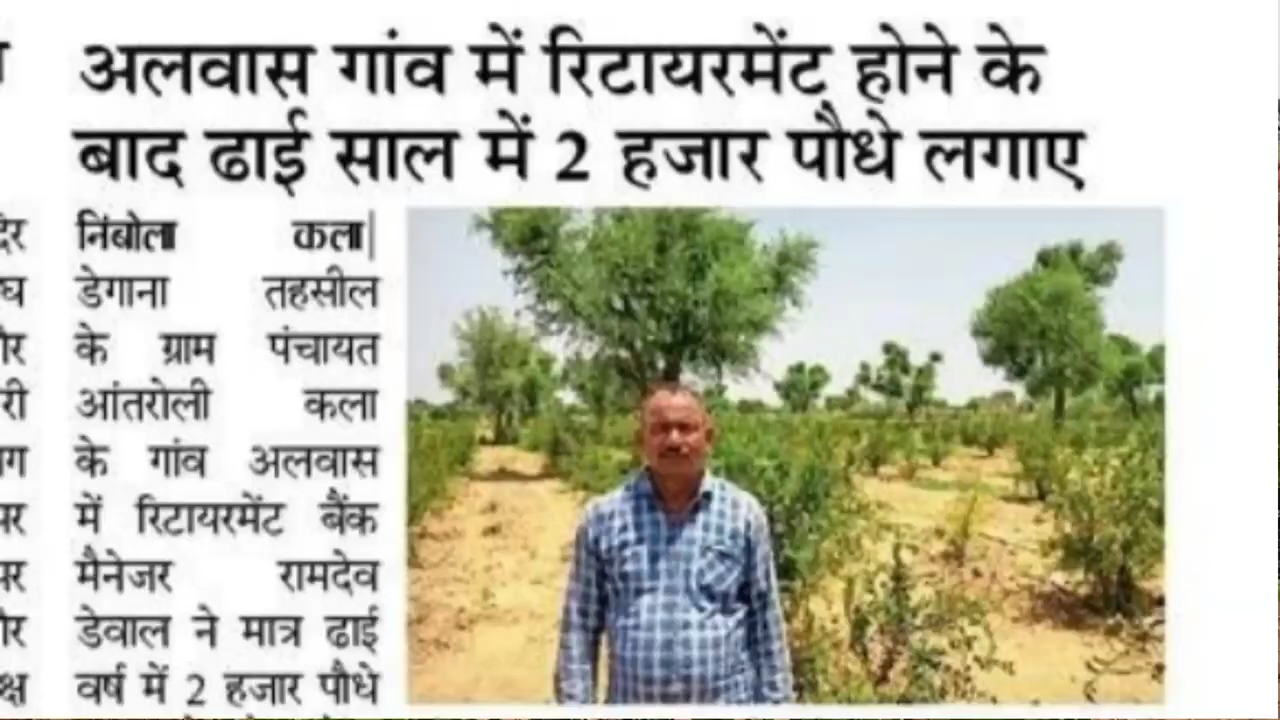 अलवास गांव में रिटायरमेंट होने के
बाद ढाई साल में 2 हजार पौधे लगाए
निंबोला कला|
डेगाना तहसील
के ग्राम पंचायत
आंतरोली कला
के गांव अलवास
में रिटायरमेंट बैंक
मैनेजर रामदेव
डेवाल ने मात्र ढाई
वर्ष में 2 हजार पौधे